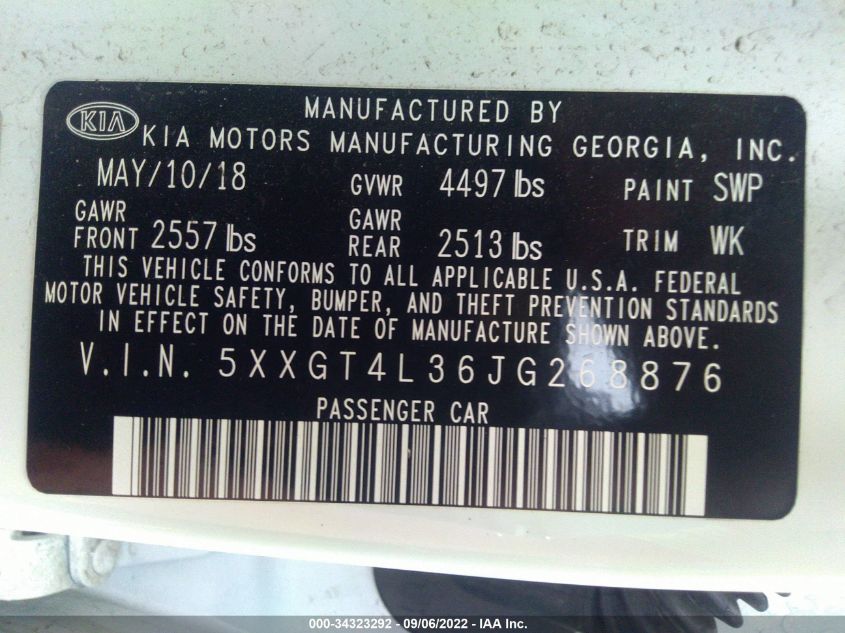 MANUFACTURED BY
KIA KIA MOTORS MANUFACTURING GEORGIA, INC.
MAY/10/18 GVWR 4497 lbs PAINT SWP
GAWR FRONT 2557 lbs GAWR REAR 2513 lbs TRIM WK
THIS VEHICLE CONFORMS TO ALL APPLICABLE U.S.A. FEDERAL
MOTOR VEHICLE SAFETY, BUMPER, AND THEFT PREVENTION STANDARDS
IN EFFECT ON THE DATE OF MANUFACTURE SHOWN ABOVE.
V.I.N. 5XXGT4L36JG268876
PASSENGER CAR
000-34323292 - 09/06/2022 - IAA Inc.